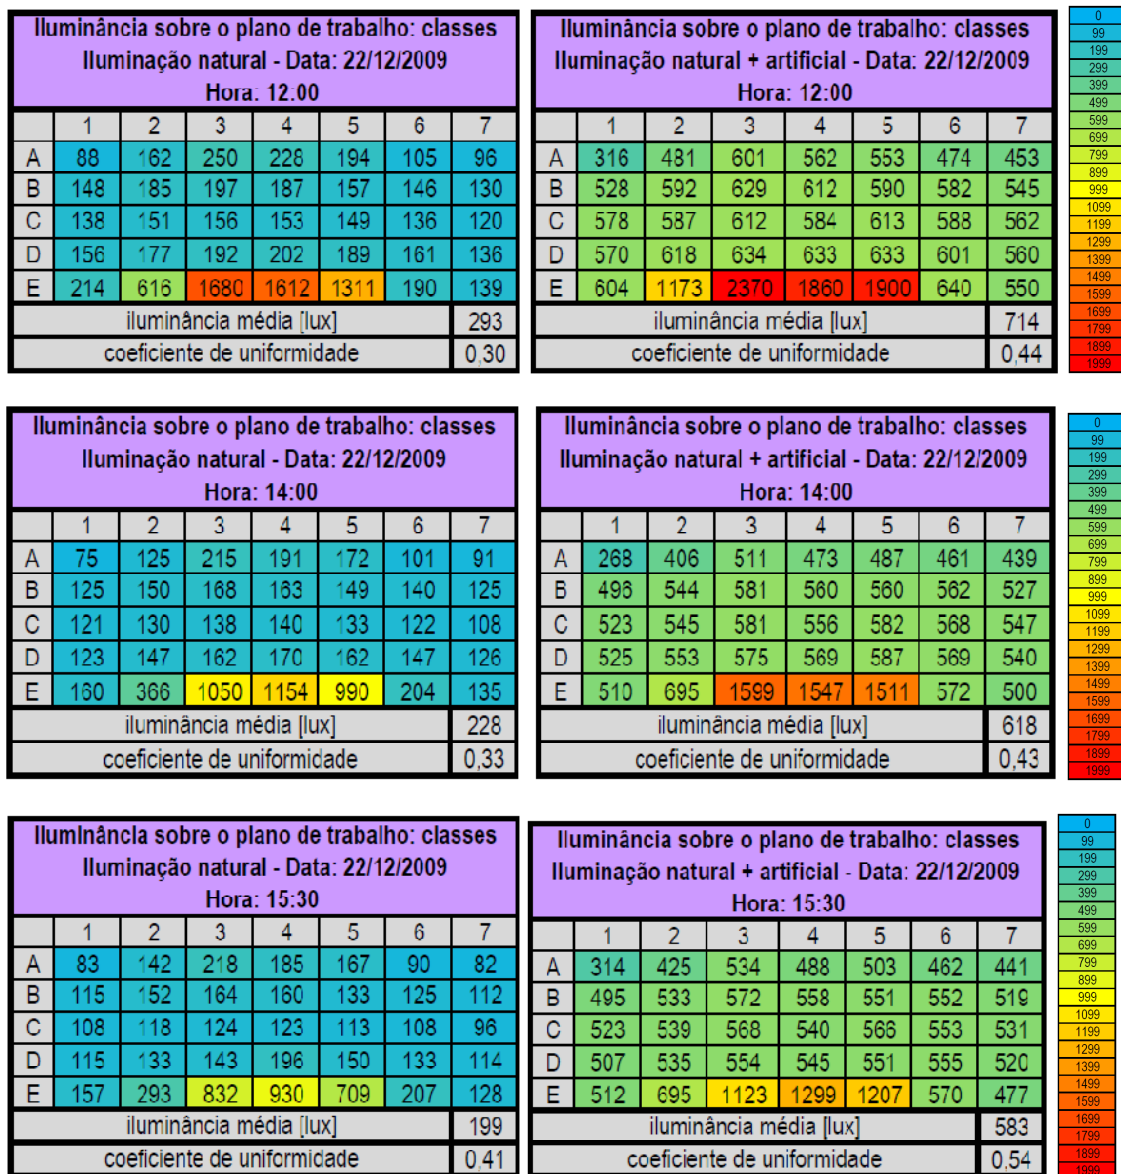 Iluminância sobre o plano de trabalho: classes
Iluminação natural - Data: 22/12/2009
Hora: 12:00
1 2 3 4 5 6 7
A 88 162 250 228 194 105 96
B 148 185 197 187 157 146 130
C 138 151 156 153 149 136 120
D 156 177 192 202 189 161 136
E 214 616 1680 1612 1311 190 139
iluminância média [lux] 293
coeficiente de uniformidade 0,30
Iluminância sobre o plano de trabalho: classes
Iluminação natural + artificial - Data: 22/12/2009
Hora: 12:00
1 2 3 4 5 6 7
A 316 481 601 562 553 474 453
B 528 592 629 612 590 582 545
C 578 587 612 584 613 588 562
D 570 618 634 633 633 601 560
E 604 1173 2370 1860 1900 640 550
iluminância média [lux] 714
coeficiente de uniformidade 0,44
0
99
199
299
399
499
599
699
799
899
999
1099
1199
1299
1399
1499
1599
1699
1799
1899
1999
Iluminância sobre o plano de trabalho: classes
Iluminação natural - Data: 22/12/2009
Hora: 14:00
1 2 3 4 5 6 7
A 75 125 215 191 172 101 91
B 125 150 168 163 149 140 125
C 121 130 138 140 133 122 108
D 123 147 162 170 162 147 126
E 160 366 1050 1154 990 204 135
iluminância média [lux] 228
coeficiente de uniformidade 0,33
Iluminância sobre o plano de trabalho: classes
Iluminação natural + artificial - Data: 22/12/2009
Hora: 14:00
1 2 3 4 5 6 7
A 268 406 511 473 487 461 439
B 496 544 581 560 560 562 527
C 523 545 581 556 582 568 547
D 525 553 575 569 587 569 540
E 510 695 1599 1547 1511 572 500
iluminância média [lux] 618
coeficiente de uniformidade 0,43
0
99
199
299
399
499
599
699
799
899
999
1099
1199
1299
1399
1499
1599
1699
1799
1899
1999
Iluminância sobre o plano de trabalho: classes
Iluminação natural - Data: 22/12/2009
Hora: 15:30
1 2 3 4 5 6 7
A 83 142 218 185 167 90 82
B 115 152 164 160 133 125 112
C 108 118 124 123 113 108 96
D 115 133 143 196 150 133 114
E 157 293 832 930 709 207 128
iluminância média [lux] 199
coeficiente de uniformidade 0,41
Iluminância sobre o plano de trabalho: classes
Iluminação natural + artificial - Data: 22/12/2009
Hora: 15:30
1 2 3 4 5 6 7
A 314 425 534 488 503 462 441
B 495 533 572 558 551 552 519
C 523 539 568 540 566 553 531
D 507 535 554 545 551 555 520
E 512 695 1123 1299 1207 570 477
iluminância média [lux] 583
coeficiente de uniformidade 0,54
0
99
199
299
399
499
599
699
799
899
999
1099
1199
1299
1399
1499
1599
1699
1799
1899
1999